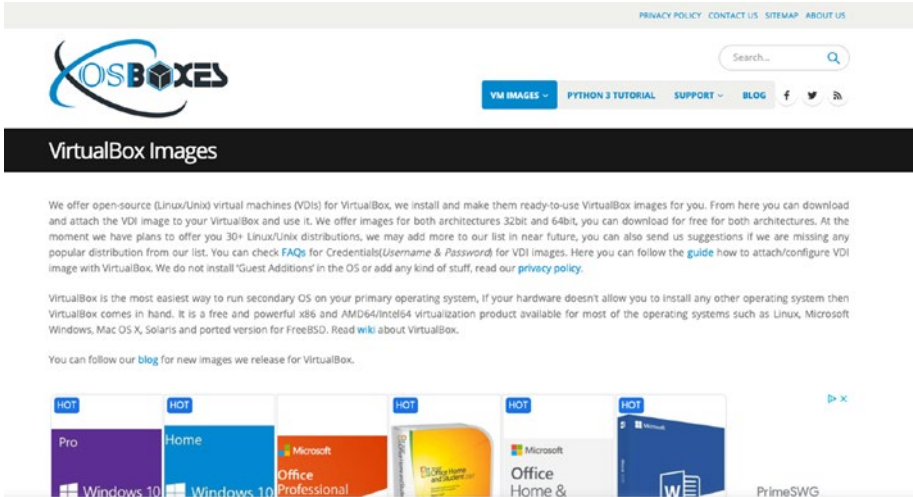 PRIVACY POLICY CONTACT US SITEMAP ABOUT US
OSBOXES
Search...
VM IMAGES PYTHON 3 TUTORIAL SUPPORT BLOG
VirtualBox Images
We offer open-source (Linux/Unix) virtual machines (VDIs) for VirtualBox, we install and make them ready-to-use VirtualBox images for you. From here you can download
and attach the VDI image to your VirtualBox and use it. We offer images for both architectures 32bit and 64bit, you can download for free for both architectures. At the
moment we have plans to offer you 30+ Linux/Unix distributions, we may add more to our list in near future, you can also send us suggestions if we are missing any
popular distribution from our list. You can check FAQs for Credentials(Username & Password) for VDI images. Here you can follow the guide how to attach/configure VDI
image with VirtualBox. We do not install 'Guest Additions' in the OS or add any kind of stuff, read our privacy policy.
VirtualBox is the most easiest way to run secondary OS on your primary operating system, If your hardware doesn't allow you to install any other operating system then
VirtualBox comes in hand. It is a free and powerful x86 and AMD64/Intel64 virtualization product available for most of the operating systems such as Linux, Microsoft
Windows, Mac OS X, Solaris and ported version for FreeBSD. Read wiki about VirtualBox.
You can follow our blog for new images we release for VirtualBox.
HOT HOT HOT HOT HOT
Pro
Windows 10
Home
Windows 10
Microsoft
Office
Professional
Office Home
and Student
Microsoft
Office
Home &
Microsoft
W
PrimeSWG